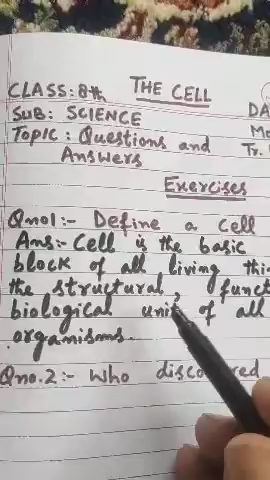 CLASS: 8th
THE CELL
SUB: SCIENCE
Topic: Questions and
Answers
Exercises
Qno1:- Define a cell
Ans:- Cell is the basic
block of all living
the structural,
biological unit of all
organisms.
Qno.2:- Who discovered